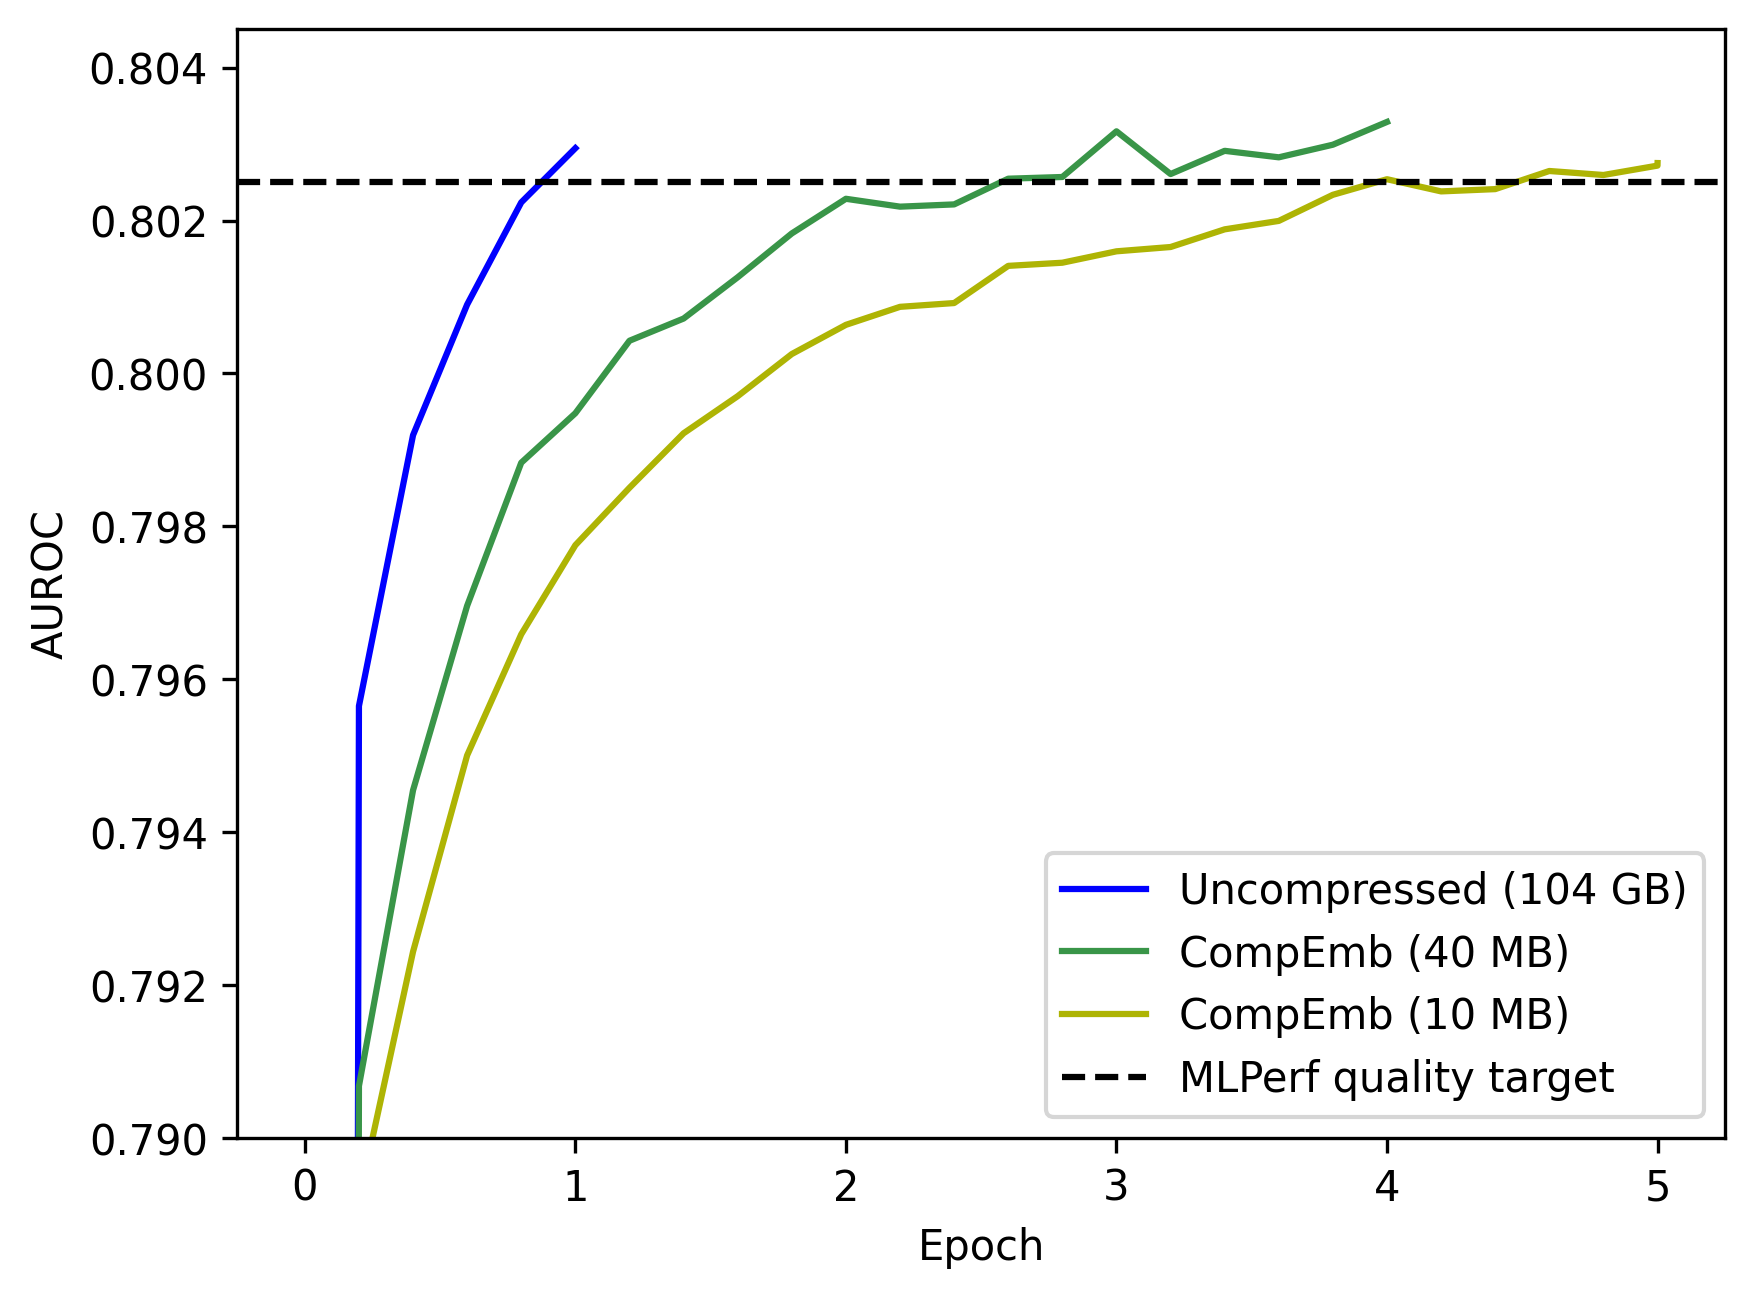 0.804
0.802
0.800
0.798
0.796
0.794
0.792
0.790
AUROC
Uncompressed (104 GB)
CompEmb (40 MB)
CompEmb (10 MB)
MLPerf quality target
0 1 2 3 4 5
Epoch